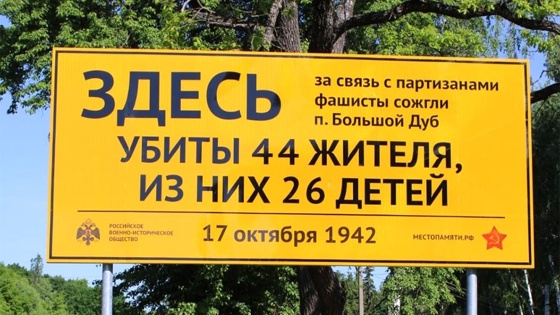 ЗДЕСЬ
за связь с партизанами
фашисты сожгли
п. Большой Дуб
УБИТЫ 44 ЖИТЕЛЯ,
ИЗ НИХ 26 ДЕТЕЙ
РОССИЙСКОЕ
ВОЕННО-ИСТОРИЧЕСКОЕ
ОБЩЕСТВО
17 октября 1942
МЕСТОПАМЯТИ.РФ